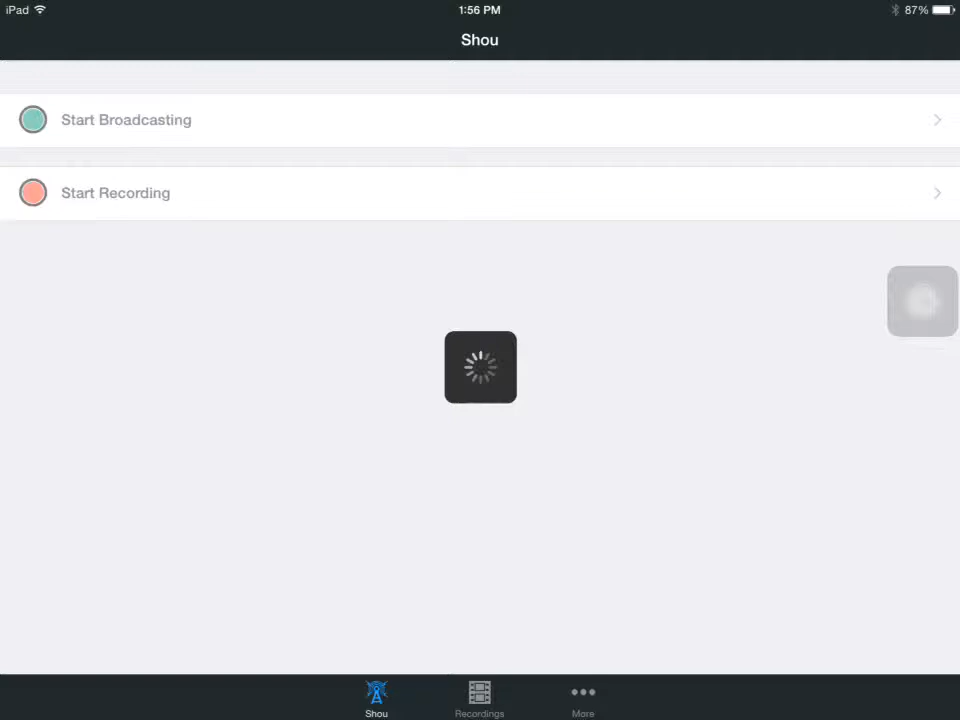 iPad 1:56 PM 87%
Shou
Start Broadcasting
Start Recording
Shou Recordings More